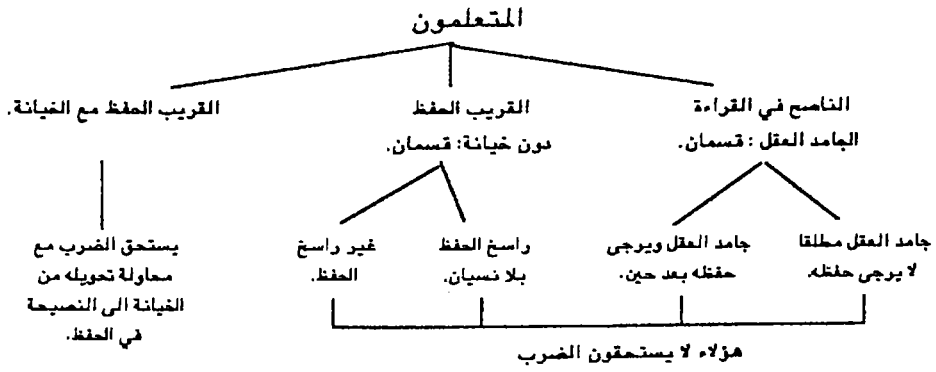 المتعلمون
الناصح في القراءة
الجامد العقل : قسمان.
القريب الحفظ
دون خيانة: قسمان.
القريب الحفظ مع الخيانة.
جامد العقل مطلقا
لا يرجى حفظه.
جامد العقل ويرجى
حفظه بعد حين.
راسخ الحفظ
بلا نسيان.
غير راسخ
الحفظ.
يستحق الضرب مع
محاولة تحويله من
الخيانة الى النصيحة
في الحفظ.
هؤلاء لا يستحقون الضرب